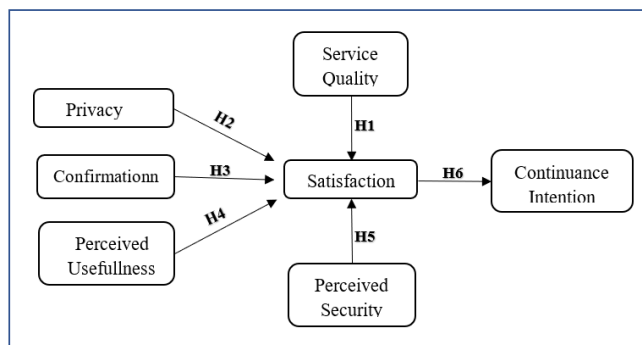 Service
Quality
Privacy
H2
H1
Confirmationn
H3
Satisfaction
H6
Continuance
Intention
H4
Perceived
Usefullness
H5
Perceived
Security